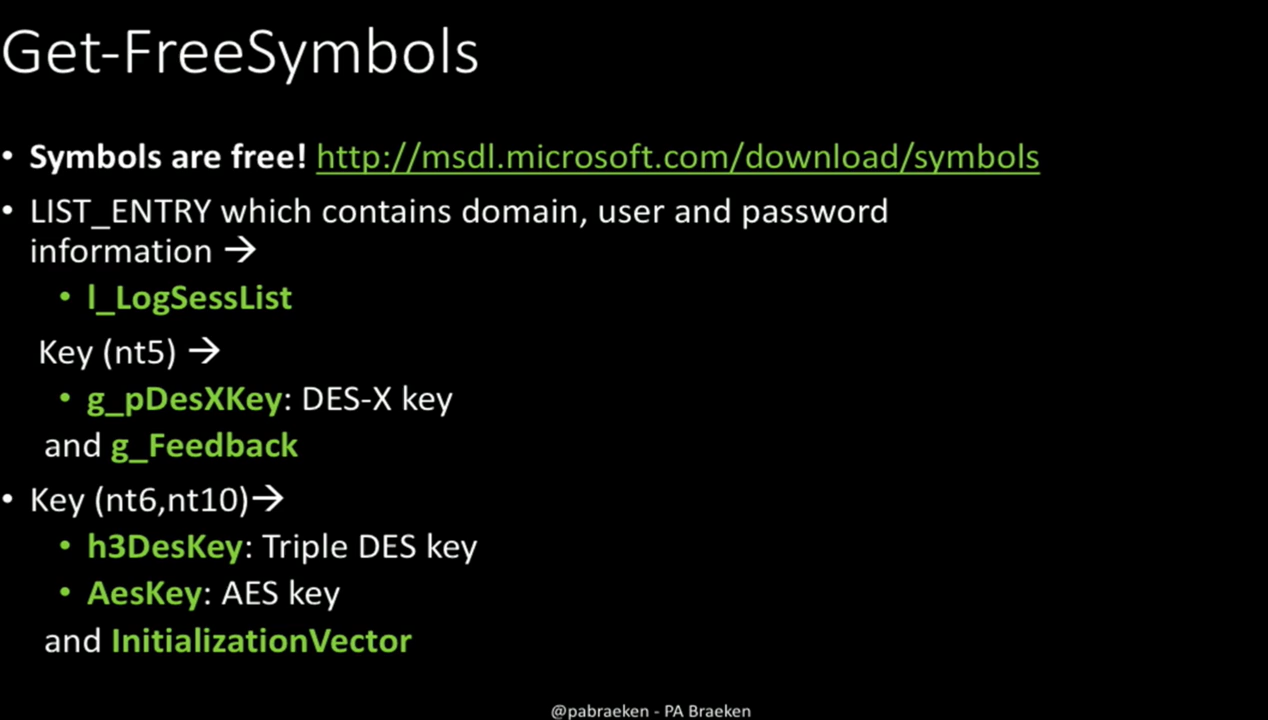 Get-FreeSymbols
• Symbols are free! http://msdl.microsoft.com/download/symbols
• LIST_ENTRY which contains domain, user and password
information →
• l_LogSessList
Key (nt5) →
• g_pDesXKey: DES-X key
and g_Feedback
• Key (nt6,nt10)→
• h3DesKey: Triple DES key
• AesKey: AES key
and InitializationVector
@pabraeken - PA Braeken